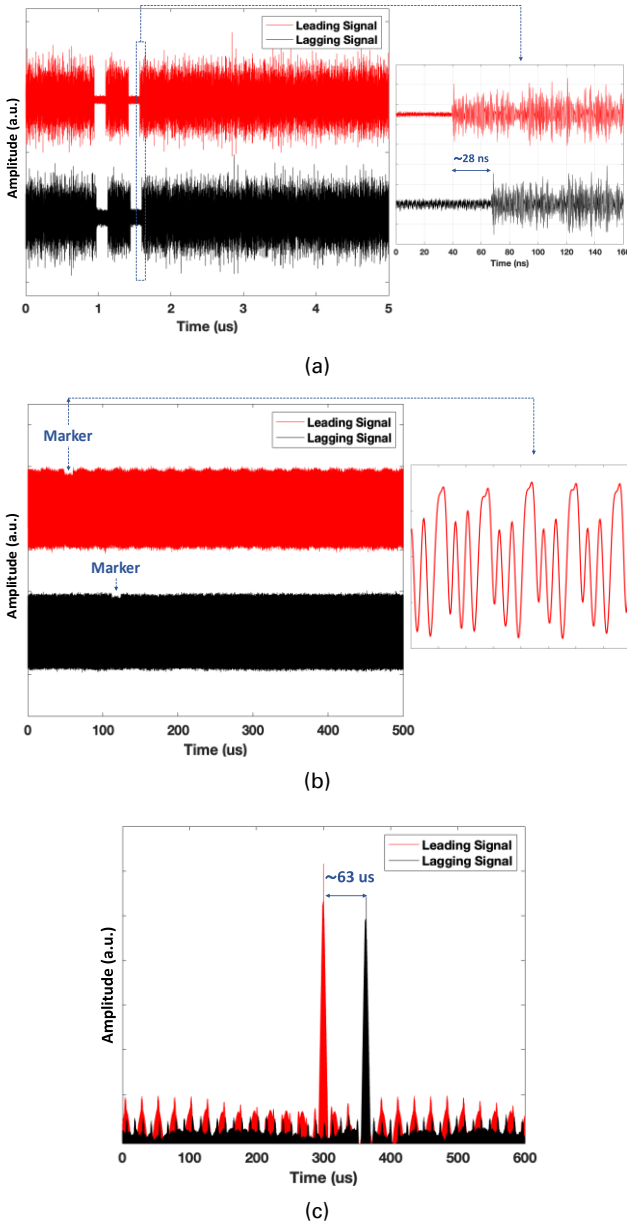 Leading Signal
Lagging Signal
Amplitude (a.u.)
~28 ns
0 20 40 60 80 100 120 140 160
Time (ns)
0 1 2 3 4 5
Time (us)
(a)
Marker
Leading Signal
Lagging Signal
Amplitude (a.u.)
Marker
0 100 200 300 400 500
Time (us)
(b)
Leading Signal
Lagging Signal
~63 us
Amplitude (a.u.)
0 100 200 300 400 500 600
Time (us)
(c)